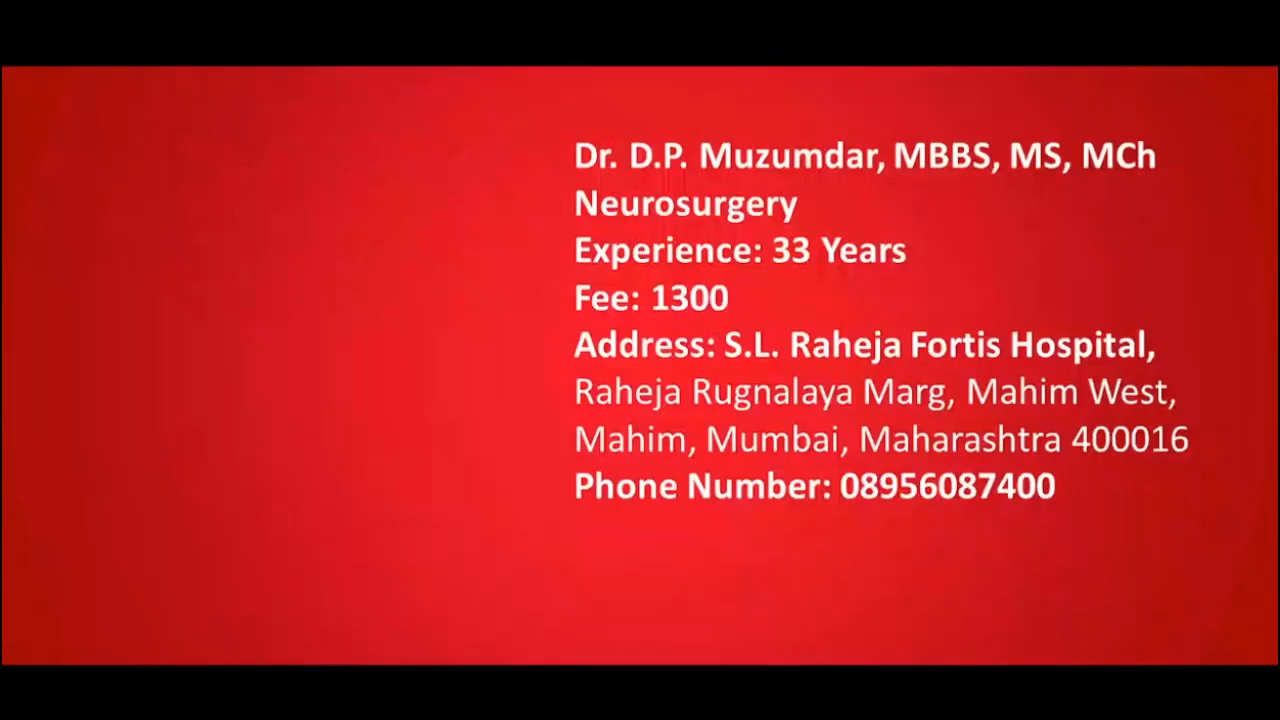 Dr. D.P. Muzumdar, MBBS, MS, MCh
Neurosurgery
Experience: 33 Years
Fee: 1300
Address: S.L. Raheja Fortis Hospital,
Raheja Rugnalaya Marg, Mahim West,
Mahim, Mumbai, Maharashtra 400016
Phone Number: 08956087400